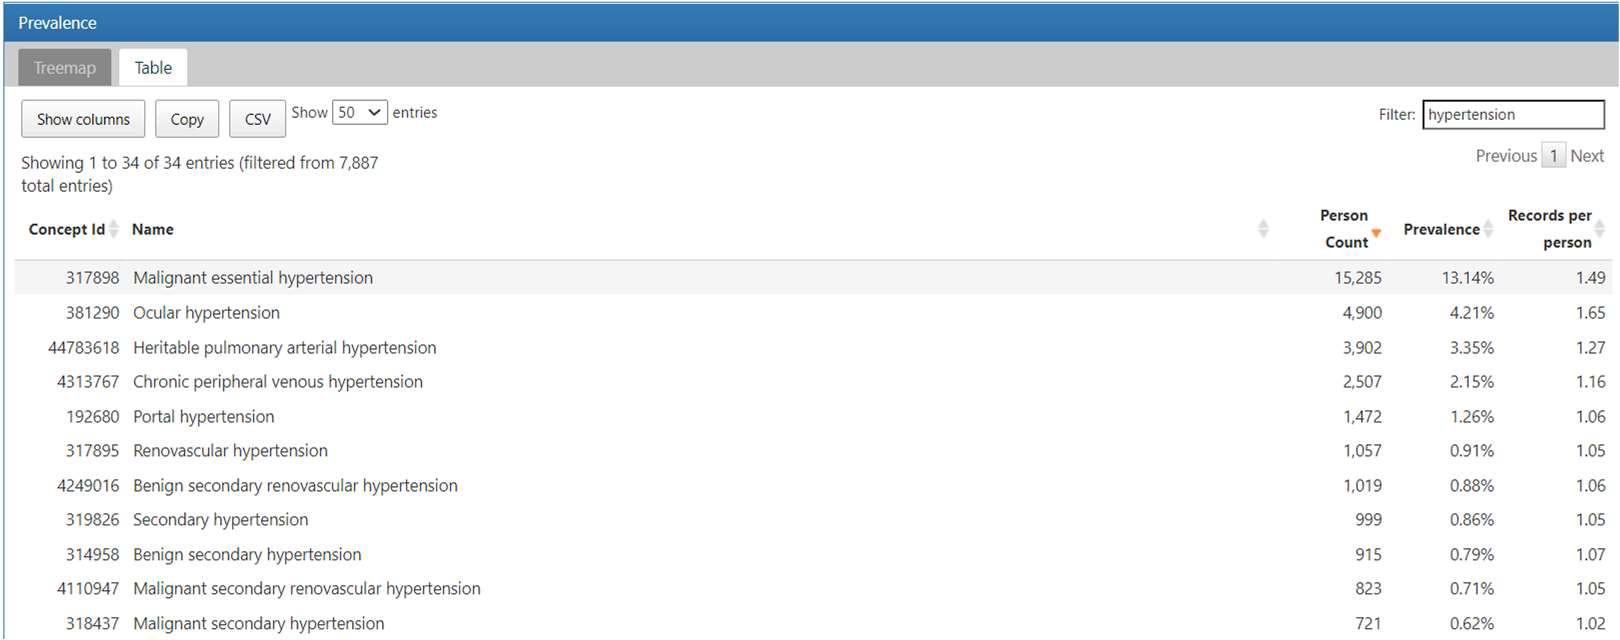 Prevalence
Treemap Table
Show columns Copy CSV Show 50 entries Filter: hypertension
Previous 1 Next
Showing 1 to 34 of 34 entries (filtered from 7,887
total entries)
Concept Id Name Person Count Prevalence Records per person
317898 Malignant essential hypertension 15,285 13.14% 1.49
381290 Ocular hypertension 4,900 4.21% 1.65
44783618 Heritable pulmonary arterial hypertension 3,902 3.35% 1.27
4313767 Chronic peripheral venous hypertension 2,507 2.15% 1.16
192680 Portal hypertension 1,472 1.26% 1.06
317895 Renovascular hypertension 1,057 0.91% 1.05
4249016 Benign secondary renovascular hypertension 1,019 0.88% 1.06
319826 Secondary hypertension 999 0.86% 1.05
314958 Benign secondary hypertension 915 0.79% 1.07
4110947 Malignant secondary renovascular hypertension 823 0.71% 1.05
318437 Malignant secondary hypertension 721 0.62% 1.02